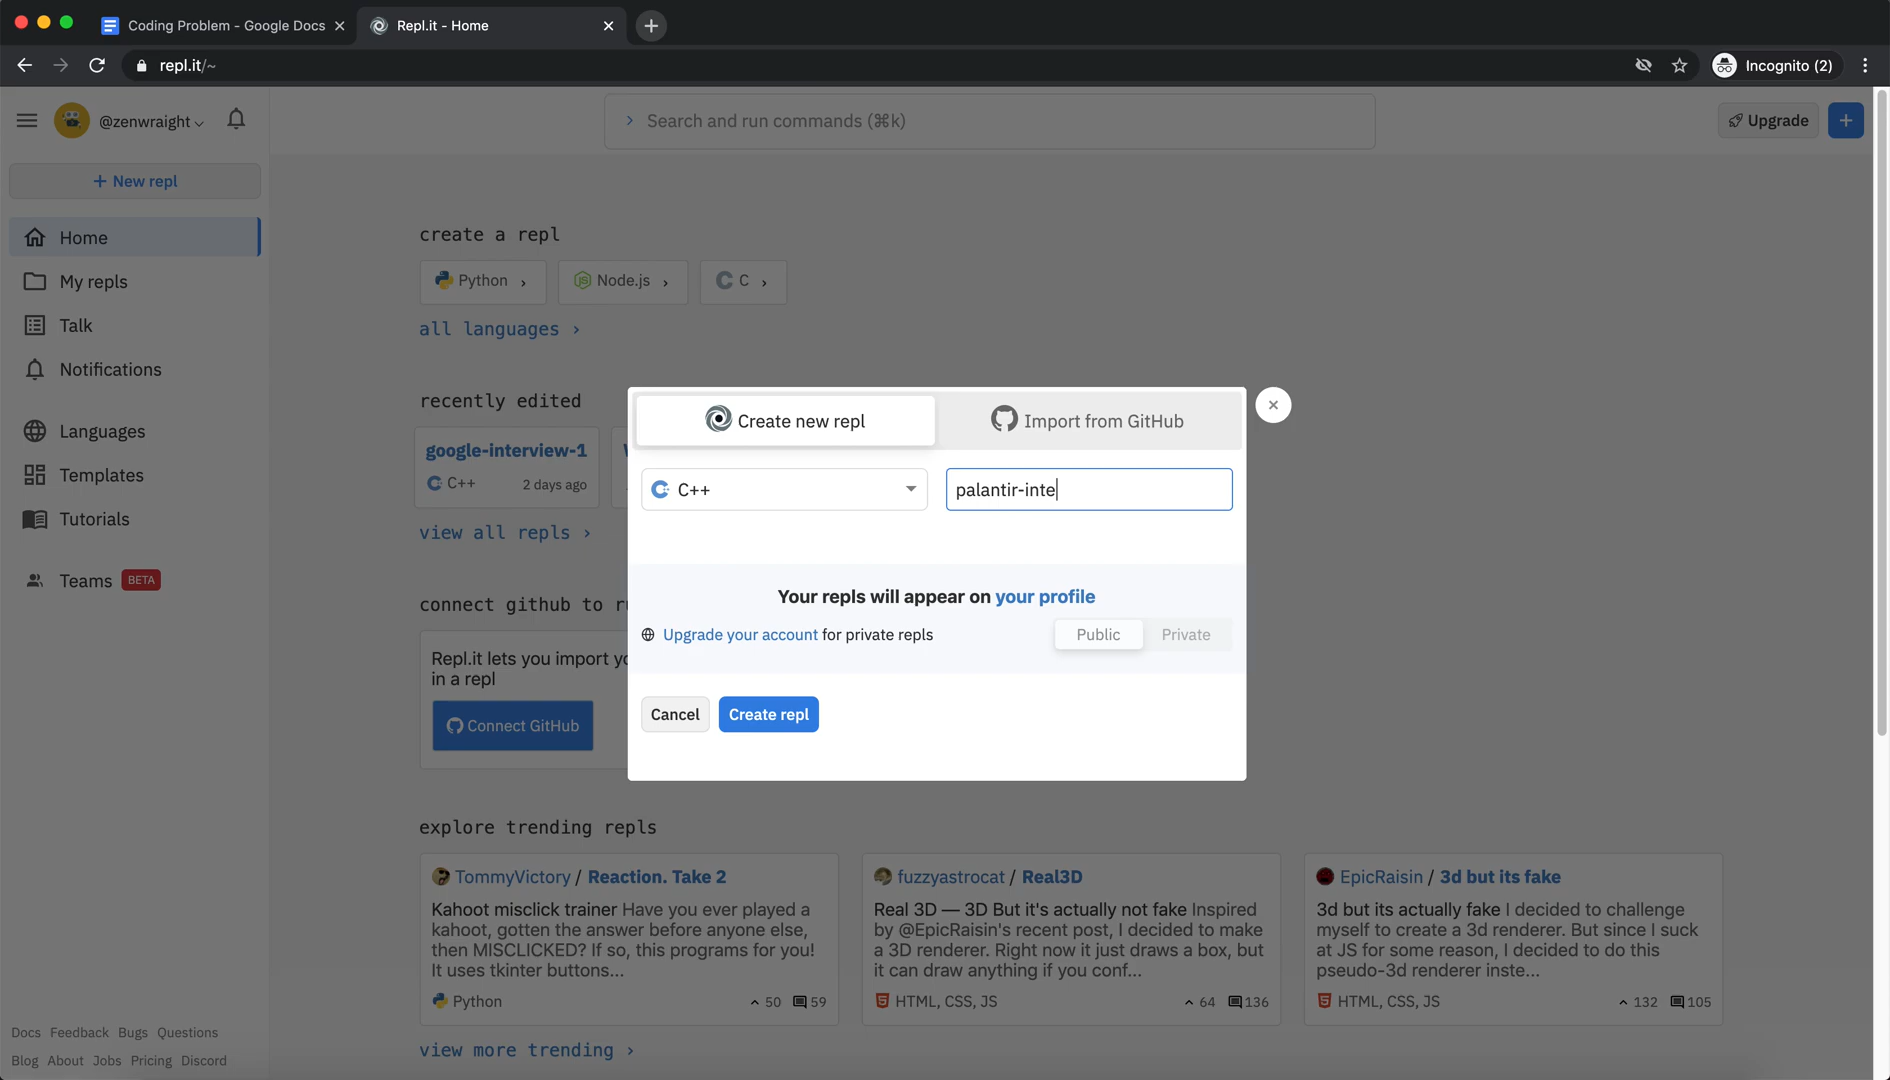 Coding Problem - Google Docs
Repl.it - Home
repl.it/~
Incognito (2)
@zenwraight
Search and run commands (⌘k)
Upgrade
+ New repl
Home
My repls
Talk
Notifications
Languages
Templates
Tutorials
Teams BETA
Docs Feedback Bugs Questions
Blog About Jobs Pricing Discord
create a repl
Python ›
Node.js ›
C ›
all languages ›
recently edited
google-interview-1
C++ 2 days ago
view all repls ›
connect github to
Repl.it lets you import
in a repl
Connect GitHub
Create new repl
Import from GitHub
C++
palantir-inte
Your repls will appear on your profile
Upgrade your account for private repls
Public
Private
Cancel
Create repl
explore trending repls
TommyVictory / Reaction. Take 2
Kahoot misclick trainer Have you ever played a
kahoot, gotten the answer before anyone else,
then MISCLICKED? If so, this programs for you!
It uses tkinter buttons...
Python 50 59
fuzzyastrocat / Real3D
Real 3D — 3D But it's actually not fake Inspired
by @EpicRaisin's recent post, I decided to make
a 3D renderer. Right now it just draws a box, but
it can draw anything if you conf...
HTML, CSS, JS 64 136
EpicRaisin / 3d but its fake
3d but its actually fake I decided to challenge
myself to create a 3d renderer. But since I suck
at JS for some reason, I decided to do this
pseudo-3d renderer inste...
HTML, CSS, JS 132 105
view more trending ›